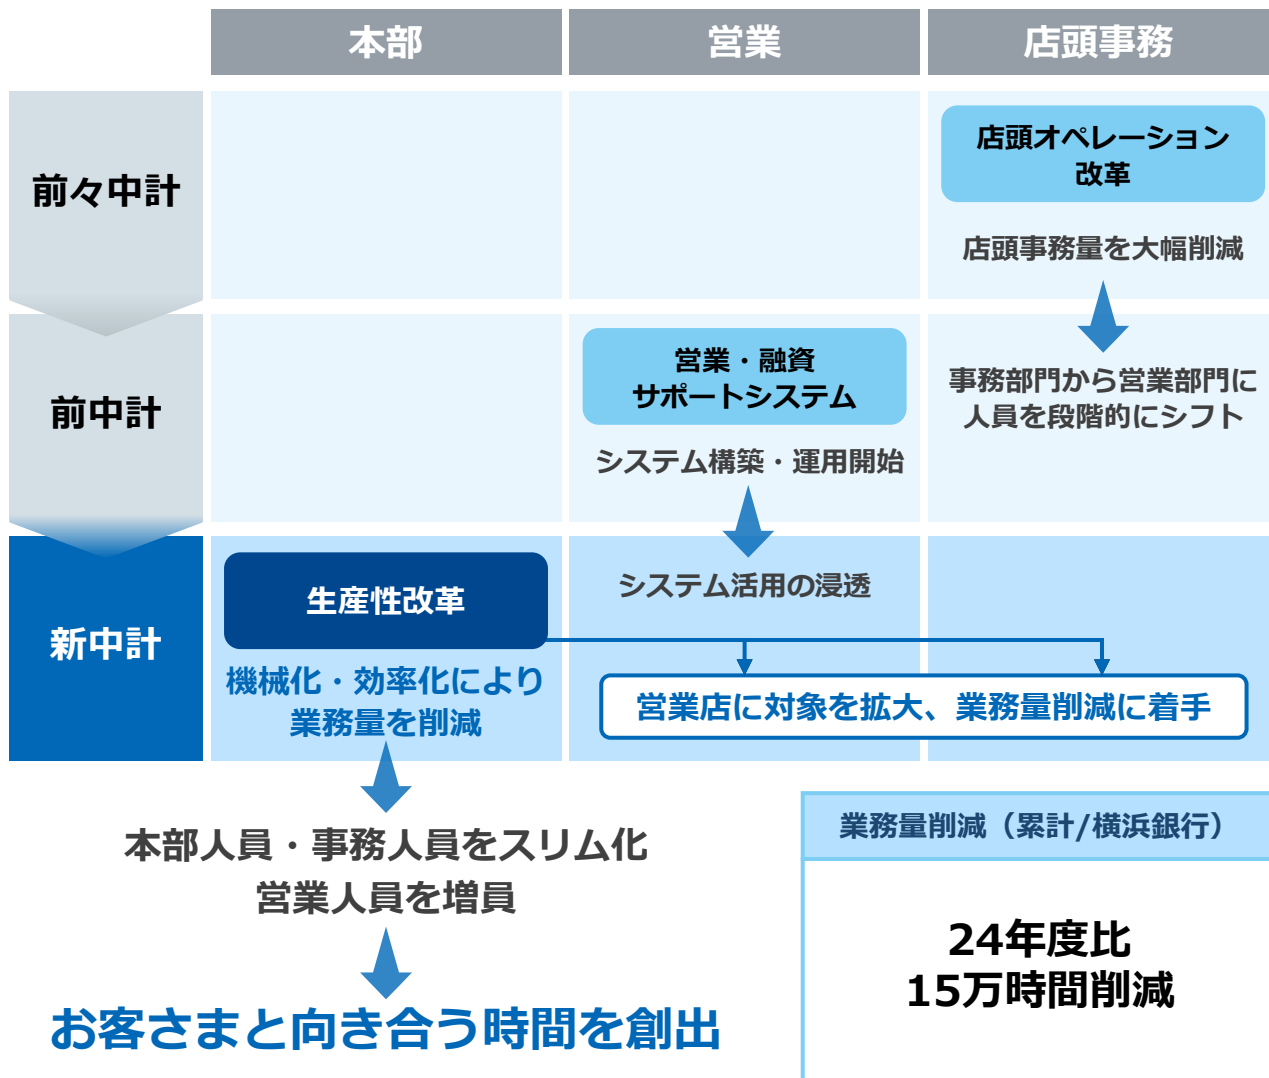 本部
営業
店頭事務
前々中計
店頭オペレーション
改革
店頭事務量を大幅削減
前中計
営業・融資
サポートシステム
システム構築・運用開始
事務部門から営業部門に
人員を段階的にシフト
新中計
生産性改革
機械化・効率化により
業務量を削減
システム活用の浸透
営業店に対象を拡大、業務量削減に着手
本部人員・事務人員をスリム化
営業人員を増員
お客さまと向き合う時間を創出
業務量削減（累計/横浜銀行）
24年度比
15万時間削減